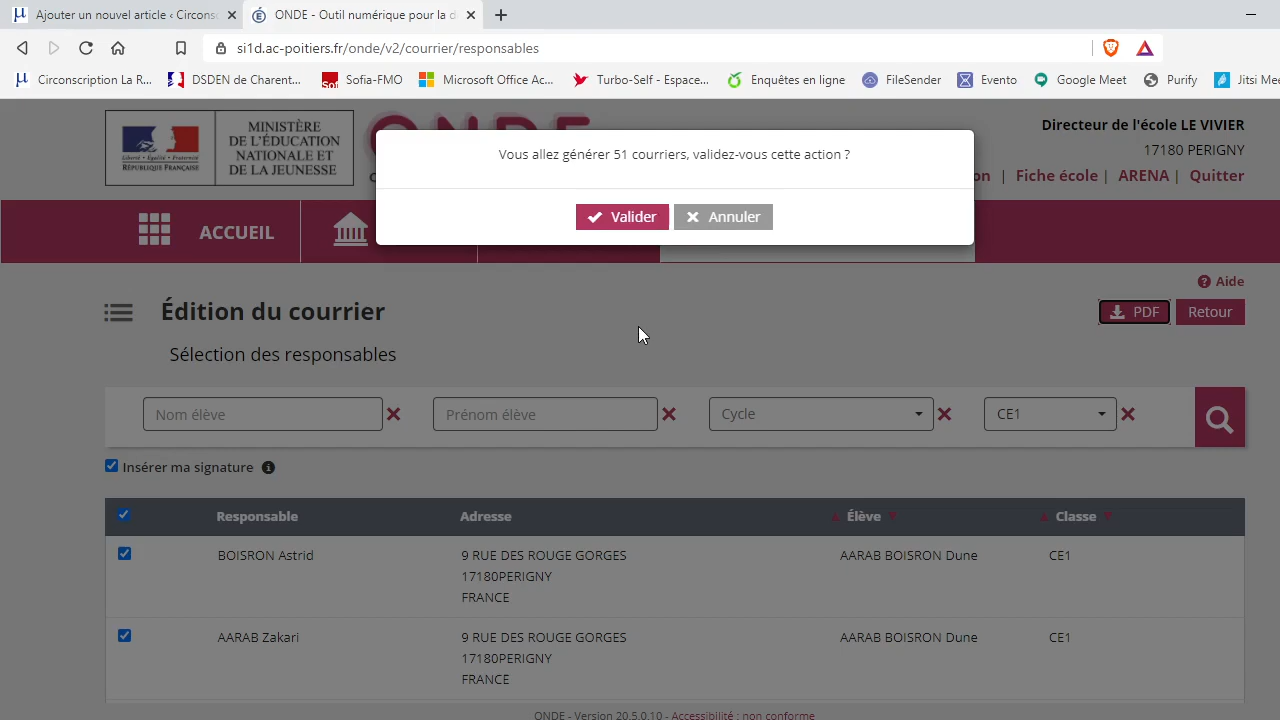 Ajouter un nouvel article ‹ Circonsc
ONDE - Outil numérique pour la d
si1d.ac-poitiers.fr/onde/v2/courrier/responsables
Circonscription La R...
DSDEN de Charent...
Sofia-FMO
Microsoft Office Ac...
Turbo-Self - Espace...
Enquêtes en ligne
FileSender
Evento
Google Meet
Purify
Jitsi Mee
Liberté • Égalité • Fraternité
RÉPUBLIQUE FRANÇAISE
MINISTÈRE
DE L'ÉDUCATION
NATIONALE ET
DE LA JEUNESSE
ONDE
Directeur de l'école LE VIVIER
17180 PERIGNY
on | Fiche école | ARENA | Quitter
Vous allez générer 51 courriers, validez-vous cette action ?
Valider
Annuler
ACCUEIL
Aide
Édition du courrier
PDF
Retour
Sélection des responsables
Nom élève
Prénom élève
Cycle
CE1
Insérer ma signature
Responsable
Adresse
Élève
Classe
BOISRON Astrid
9 RUE DES ROUGE GORGES
17180PERIGNY
FRANCE
AARAB BOISRON Dune
CE1
AARAB Zakari
9 RUE DES ROUGE GORGES
17180PERIGNY
FRANCE
AARAB BOISRON Dune
CE1
ONDE - Version 20.5.0.10 - Accessibilité : non conforme